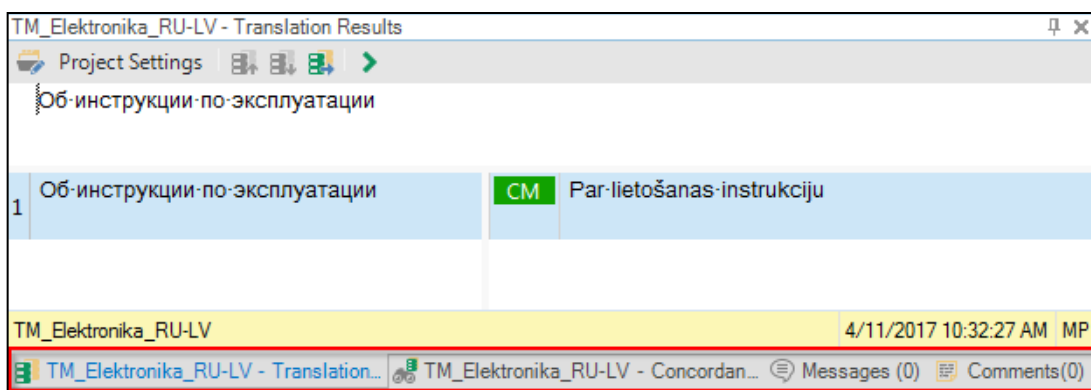 TM_Elektronika_RU-LV - Translation Results
Project Settings
Об·инструкции·по·эксплуатации
1 Об·инструкции·по·эксплуатации CM Par·lietošanas·instrukciju
TM_Elektronika_RU-LV 4/11/2017 10:32:27 AM MP
TM_Elektronika_RU-LV - Translation... TM_Elektronika_RU-LV - Concordan... Messages (0) Comments(0)